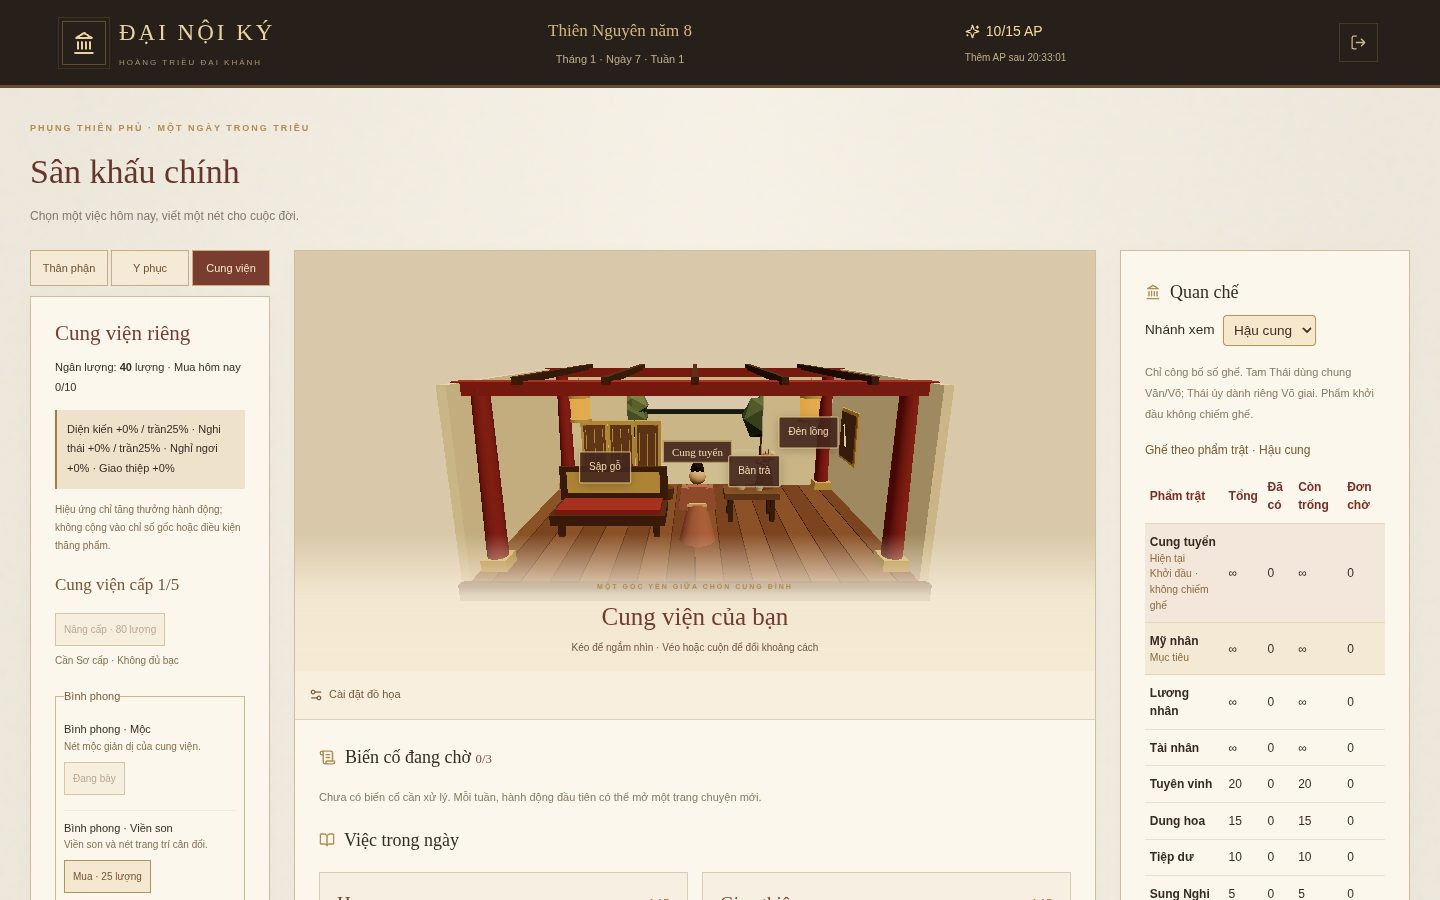 ĐẠI NỘI KÝ
HOÀNG TRIỀU ĐẠI KHÁNH
Thiên Nguyên năm 8
Tháng 1 · Ngày 7 · Tuần 1
10/15 AP
Thêm AP sau 20:33:01
PHỤNG THIÊN PHỦ · MỘT NGÀY TRONG TRIỀU
Sân khấu chính
Chọn một việc hôm nay, viết một nét cho cuộc đời.
Thân phận
Y phục
Cung viện
Cung viện riêng
Ngân lượng: 40 lượng · Mua hôm nay
0/10
Diện kiến +0% / trần25% · Nghi
thái +0% / trần25% · Nghỉ ngơi
+0% · Giao thiệp +0%
Hiệu ứng chỉ tăng thưởng hành động;
không cộng vào chỉ số gốc hoặc điều kiện
thăng phẩm.
Cung viện cấp 1/5
Nâng cấp · 80 lượng
Cần Sơ cấp · Không đủ bạc
Bình phong
Bình phong · Mộc
Nét mộc giản dị của cung viện.
Đang bày
Bình phong · Viền son
Viền son và nét trang trí cân đối.
Mua · 25 lượng
Đèn lồng
Cung tuyển
Sập gỗ
Bàn trà
MỘT GÓC YÊN GIỮA CHỐN CUNG ĐÌNH
Cung viện của bạn
Kéo để ngắm nhìn · Véo hoặc cuộn để đổi khoảng cách
Cài đặt đồ họa
Biến cố đang chờ 0/3
Chưa có biến cố cần xử lý. Mỗi tuần, hành động đầu tiên có thể mở một trang chuyện mới.
Việc trong ngày
Quan chế
Nhánh xem
Hậu cung
Chỉ công bố số ghế. Tam Thái dùng chung
Văn/Võ; Thái úy dành riêng Võ giai. Phẩm khởi
đầu không chiếm ghế.
Ghế theo phẩm trật · Hậu cung
Phẩm trật Tổng Đã có Còn trống Đơn chờ
Cung tuyển
Hiện tại
Khởi đầu ·
không chiếm
ghế
∞ 0 ∞ 0
Mỹ nhân
Mục tiêu
∞ 0 ∞ 0
Lương
nhân
∞ 0 ∞ 0
Tài nhân ∞ 0 ∞ 0
Tuyên vinh 20 0 20 0
Dung hoa 15 0 15 0
Tiệp dư 10 0 10 0
Sung Nghi 5 0 5 0